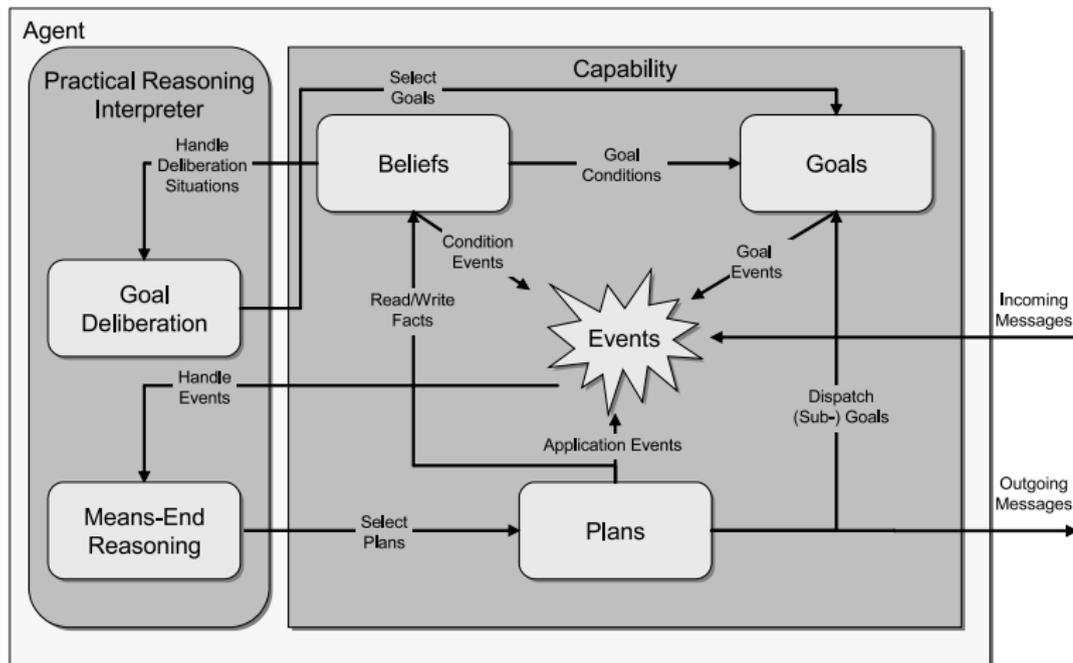 Agent
Practical Reasoning
Interpreter
Capability
Select
Goals
Handle
Deliberation
Situations
Beliefs
Goal
Conditions
Goals
Condition
Events
Goal
Events
Goal
Deliberation
Read/Write
Facts
Events
Incoming
Messages
Handle
Events
Dispatch
(Sub-) Goals
Application Events
Means-End
Reasoning
Select
Plans
Plans
Outgoing
Messages